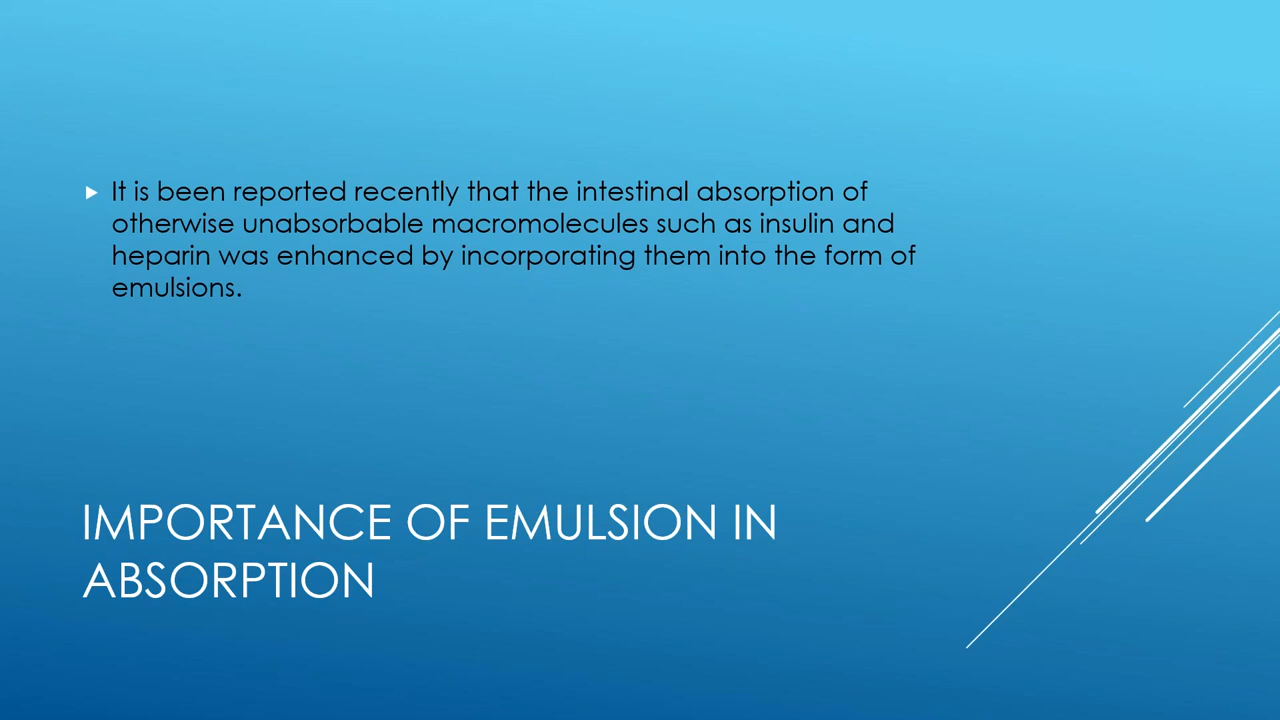 It is been reported recently that the intestinal absorption of
otherwise unabsorbable macromolecules such as insulin and
heparin was enhanced by incorporating them into the form of
emulsions.
IMPORTANCE OF EMULSION IN
ABSORPTION